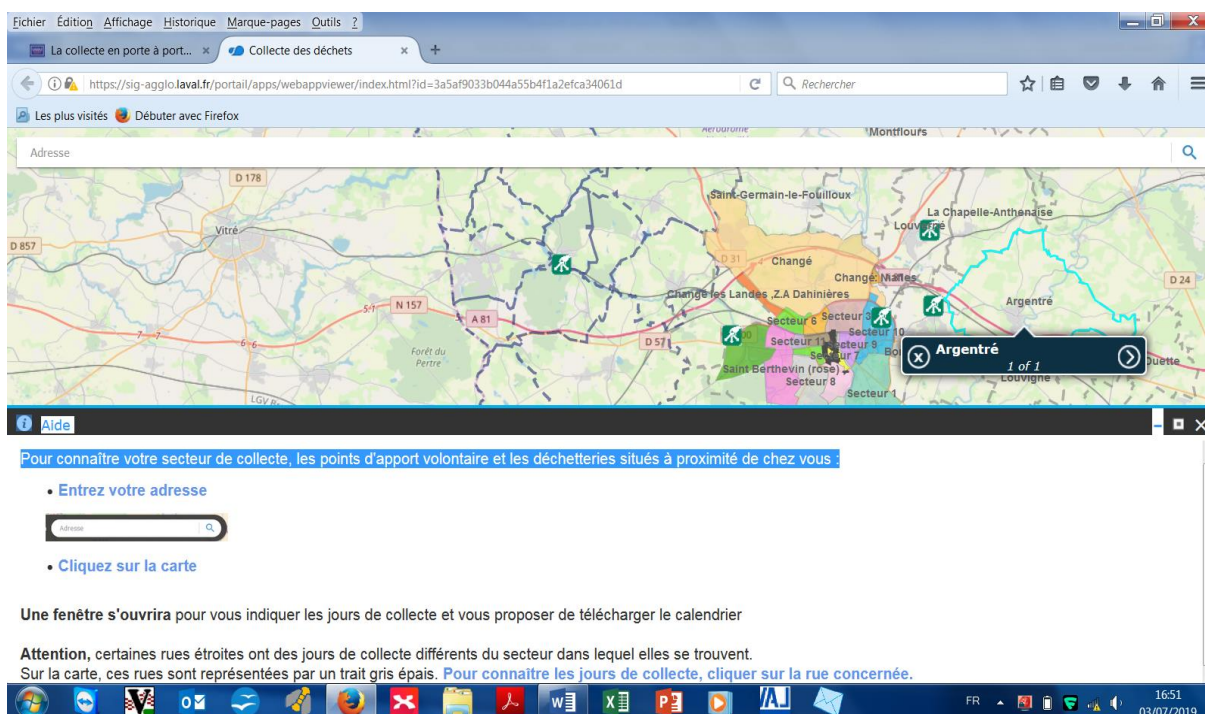 Fichier Édition Affichage Historique Marque-pages Outils ?
La collecte en porte à port... × Collecte des déchets × +
https://sig-agglo.laval.fr/portail/apps/webappviewer/index.html?id=3a5af9033b044a55b4f1a2efca34061d Rechercher
Les plus visités Débuter avec Firefox
Aérodrome Montflours
Adresse
D 178
Saint-Germain-le-Fouilloux
La Chapelle-Anthenaise
Vitré
Louvigné
D 857
D 31 Changé
Changé: Niafles
D 24
Changé les Landes ,Z.A Dahinières
Argentré
N 157
A 81
Secteur 6 Secteur 3
Secteur 10
D 57
Secteur 11 Secteur 9
Argentré
Forêt du
Pertre
Secteur 7
1 of 1
Saint Berthevin (rose)
Louvigné
Secteur 8
Secteur 1
Aide
Pour connaître votre secteur de collecte, les points d'apport volontaire et les déchetteries situés à proximité de chez vous :
• Entrez votre adresse
Adresse
• Cliquez sur la carte
Une fenêtre s'ouvrira pour vous indiquer les jours de collecte et vous proposer de télécharger le calendrier
Attention, certaines rues étroites ont des jours de collecte différents du secteur dans lequel elles se trouvent.
Sur la carte, ces rues sont représentées par un trait gris épais. Pour connaître les jours de collecte, cliquer sur la rue concernée.
FR 16:51
03/07/2019